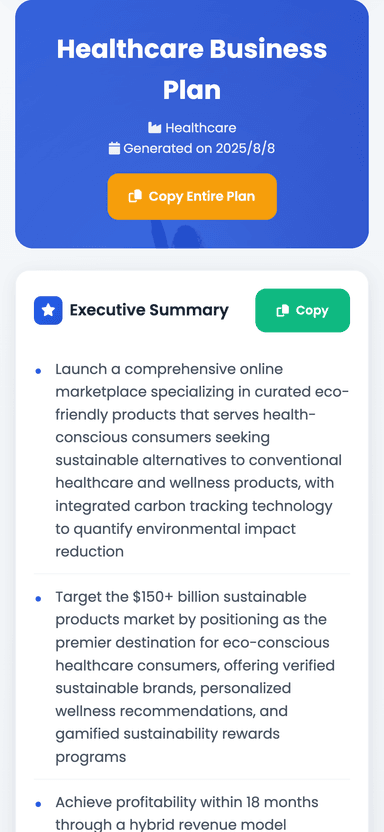 Healthcare Business
Plan
Healthcare
Generated on 2025/8/8
Copy Entire Plan
Executive Summary
Copy
Launch a comprehensive online
marketplace specializing in curated eco-
friendly products that serves health-
conscious consumers seeking
sustainable alternatives to conventional
healthcare and wellness products, with
integrated carbon tracking technology
to quantify environmental impact
reduction
Target the $150+ billion sustainable
products market by positioning as the
premier destination for eco-conscious
healthcare consumers, offering verified
sustainable brands, personalized
wellness recommendations, and
gamified sustainability rewards
programs
Achieve profitability within 18 months
through a hybrid revenue model